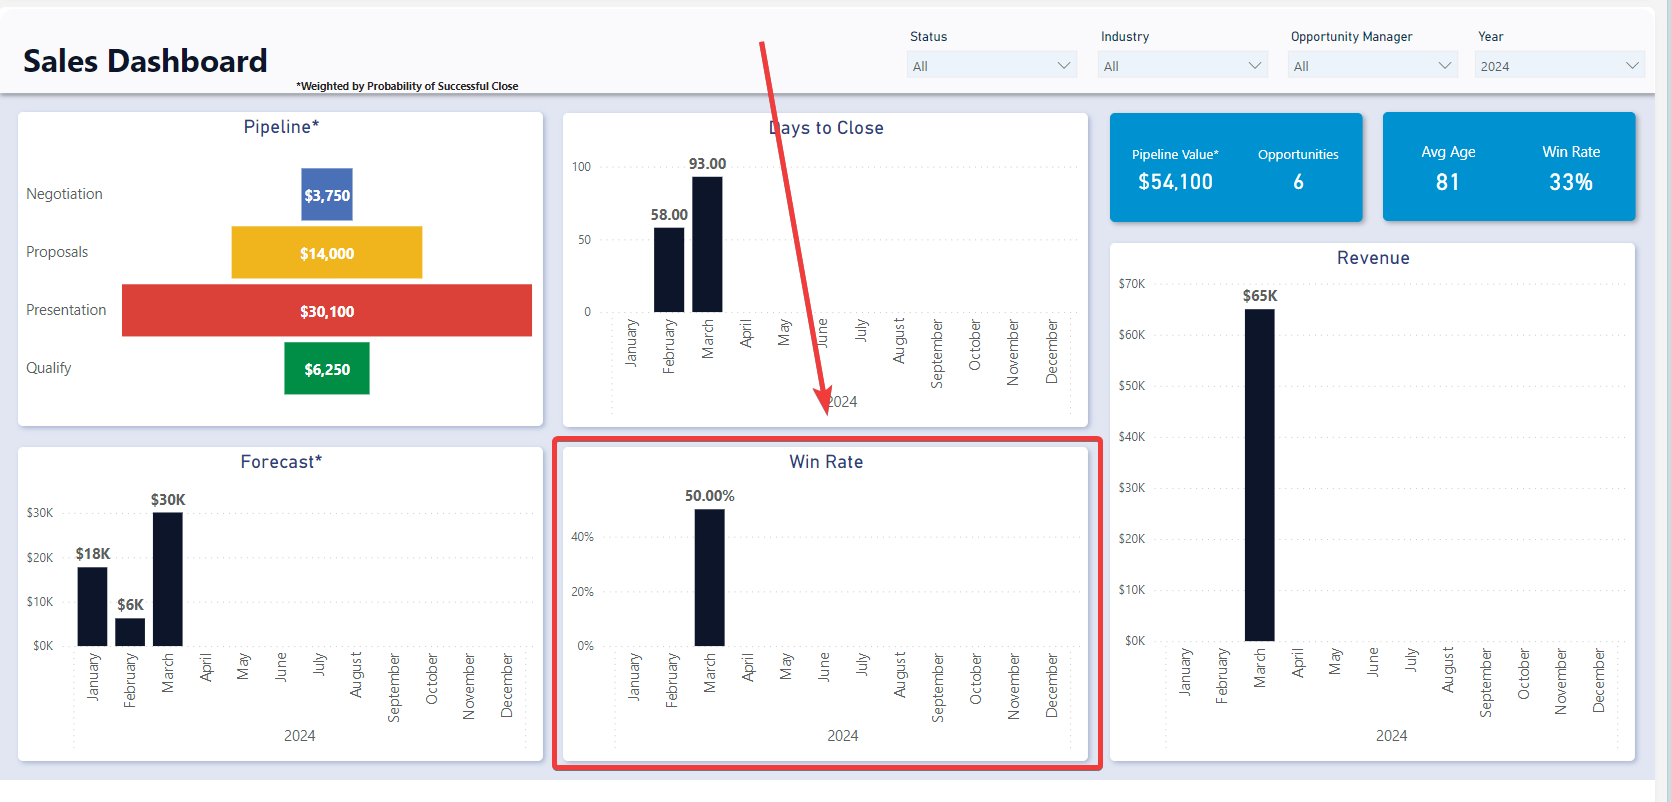 Sales Dashboard
*Weighted by Probability of Successful Close
Status
All
Industry
All
Opportunity Manager
All
Year
2024
Pipeline*
Negotiation
$3,750
Proposals
$14,000
Presentation
$30,100
Qualify
$6,250
Days to Close
100
50
0
58.00
93.00
January
February
March
April
May
June
July
August
September
October
November
December
2024
Pipeline Value*
$54,100
Opportunities
6
Avg Age
81
Win Rate
33%
Forecast*
$30K
$20K
$10K
$0K
$18K
$6K
$30K
January
February
March
April
May
June
July
August
September
October
November
December
2024
Win Rate
40%
20%
0%
50.00%
January
February
March
April
May
June
July
August
September
October
November
December
2024
Revenue
$70K
$60K
$50K
$40K
$30K
$20K
$10K
$0K
$65K
January
February
March
April
May
June
July
August
September
October
November
December
2024